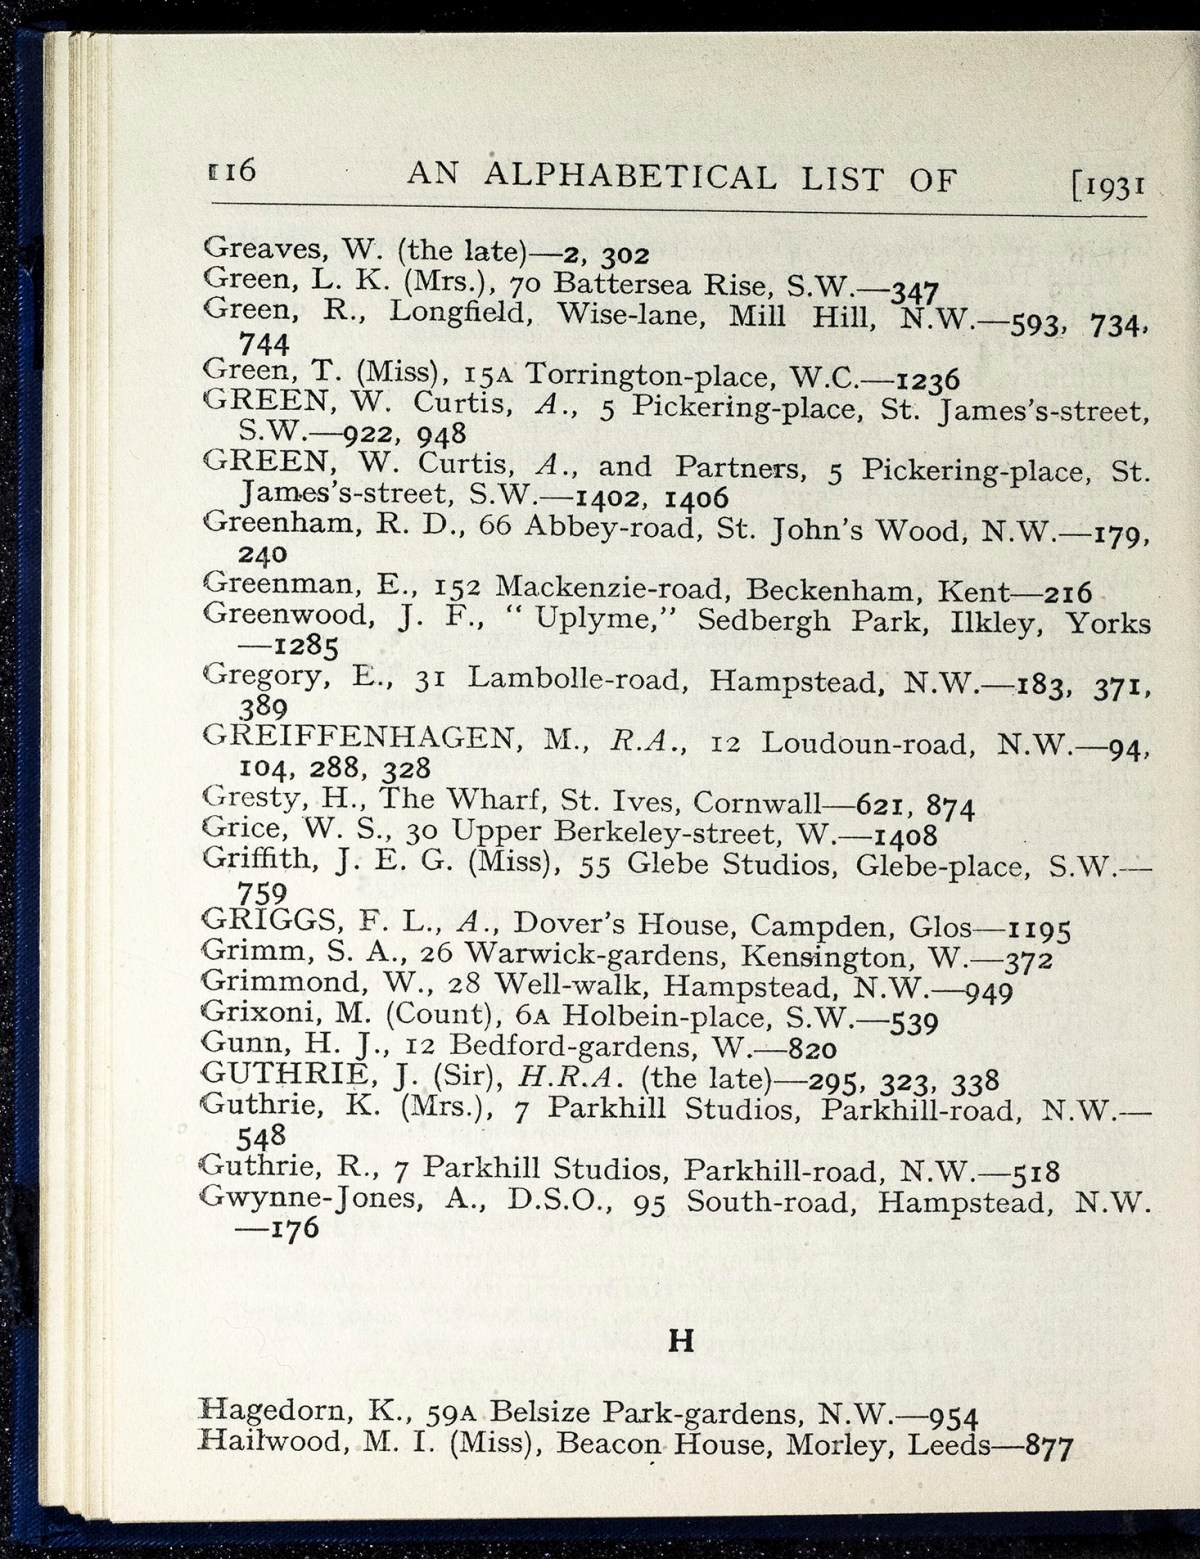 116 AN ALPHABETICAL LIST OF [1931
Greaves, W. (the late)—2, 302
Green, L. K. (Mrs.), 70 Battersea Rise, S.W.—347
Green, R., Longfield, Wise-lane, Mill Hill, N.W.—593, 734,
744
Green, T. (Miss), 15A Torrington-place, W.C.—1236
GREEN, W. Curtis, A., 5 Pickering-place, St. James's-street,
S.W.—922, 948
GREEN, W. Curtis, A., and Partners, 5 Pickering-place, St.
James's-street, S.W.—1402, 1406
Greenham, R. D., 66 Abbey-road, St. John's Wood, N.W.—179,
240
Greenman, E., 152 Mackenzie-road, Beckenham, Kent—216
Greenwood, J. F., “ Uplyme,” Sedbergh Park, Ilkley, Yorks
—1285
Gregory, E., 31 Lambolle-road, Hampstead, N.W.—183, 371,
389
GREIFFENHAGEN, M., R.A., 12 Loudoun-road, N.W.—94,
104, 288, 328
Gresty, H., The Wharf, St. Ives, Cornwall—621, 874
Grice, W. S., 30 Upper Berkeley-street, W.—1408
Griffith, J. E. G. (Miss), 55 Glebe Studios, Glebe-place, S.W.—
759
GRIGGS, F. L., A., Dover's House, Campden, Glos—1195
Grimm, S. A., 26 Warwick-gardens, Kensington, W.—372
Grimmond, W., 28 Well-walk, Hampstead, N.W.—949
Grixoni, M. (Count), 6A Holbein-place, S.W.—539
Gunn, H. J., 12 Bedford-gardens, W.—820
GUTHRIE, J. (Sir), H.R.A. (the late)—295, 323, 338
Guthrie, K. (Mrs.), 7 Parkhill Studios, Parkhill-road, N.W.—
548
Guthrie, R., 7 Parkhill Studios, Parkhill-road, N.W.—518
Gwynne-Jones, A., D.S.O., 95 South-road, Hampstead, N.W.
—176
H
Hagedorn, K., 59A Belsize Park-gardens, N.W.—954
Hailwood, M. I. (Miss), Beacon House, Morley, Leeds—877